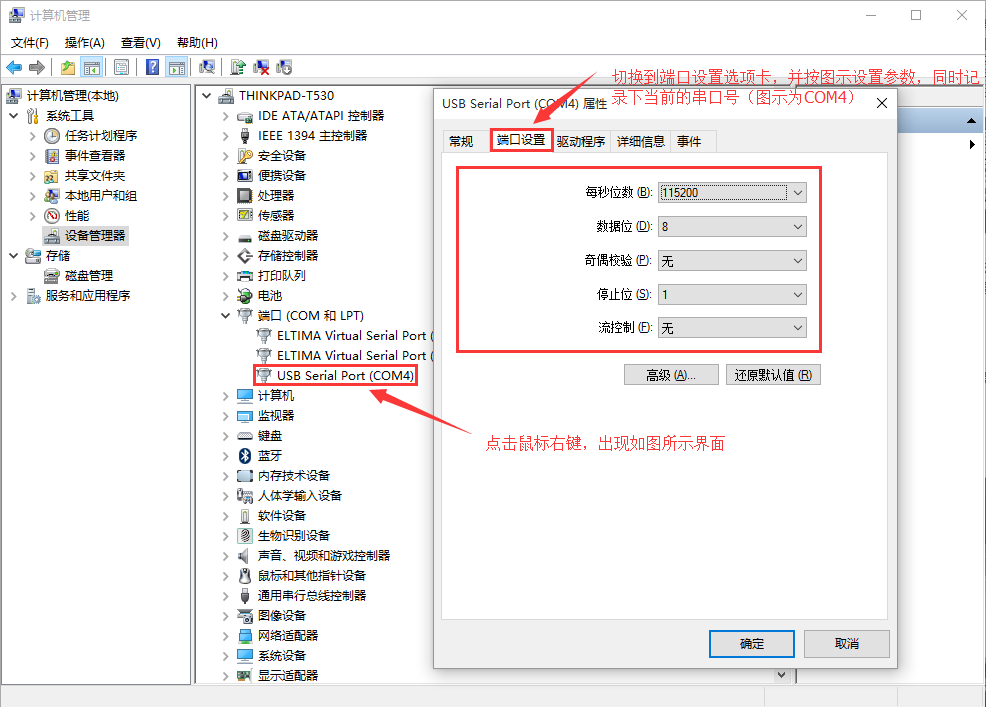 计算机管理
文件(F) 操作(A) 查看(V) 帮助(H)
计算机管理(本地)
系统工具
任务计划程序
事件查看器
共享文件夹
本地用户和组
性能
设备管理器
存储
磁盘管理
服务和应用程序
THINKPAD-T530
IDE ATA/ATAPI 控制器
IEEE 1394 主控制器
安全设备
便携设备
处理器
传感器
磁盘驱动器
存储控制器
打印队列
电池
端口 (COM 和 LPT)
ELTIMA Virtual Serial Port (
ELTIMA Virtual Serial Port (
USB Serial Port (COM4)
计算机
监视器
键盘
蓝牙
内存技术设备
人体学输入设备
软件设备
生物识别设备
声音、视频和游戏控制器
鼠标和其他指针设备
通用串行总线控制器
图像设备
网络适配器
系统设备
显示适配器
切换到端口设置选项卡，并按图示设置参数，同时记
录下当前的串口号（图示为COM4）
USB Serial Port (COM4) 属性
常规 端口设置 驱动程序 详细信息 事件
每秒位数 (B): 115200
数据位 (D): 8
奇偶校验 (P): 无
停止位 (S): 1
流控制 (F): 无
高级 (A)... 还原默认值 (R)
点击鼠标右键，出现如图所示界面
确定 取消